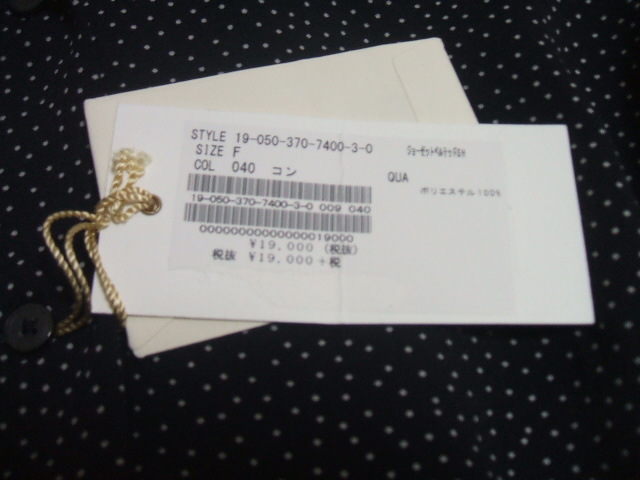 STYLE 19-050-370-7400-3-0
SIZE F
COL 040 コン
QUA
ポリエステル100%
19-050-370-7400-3-0 009 040
00000000000000019000
¥19,000 (税抜)
税抜 ¥19,000+税